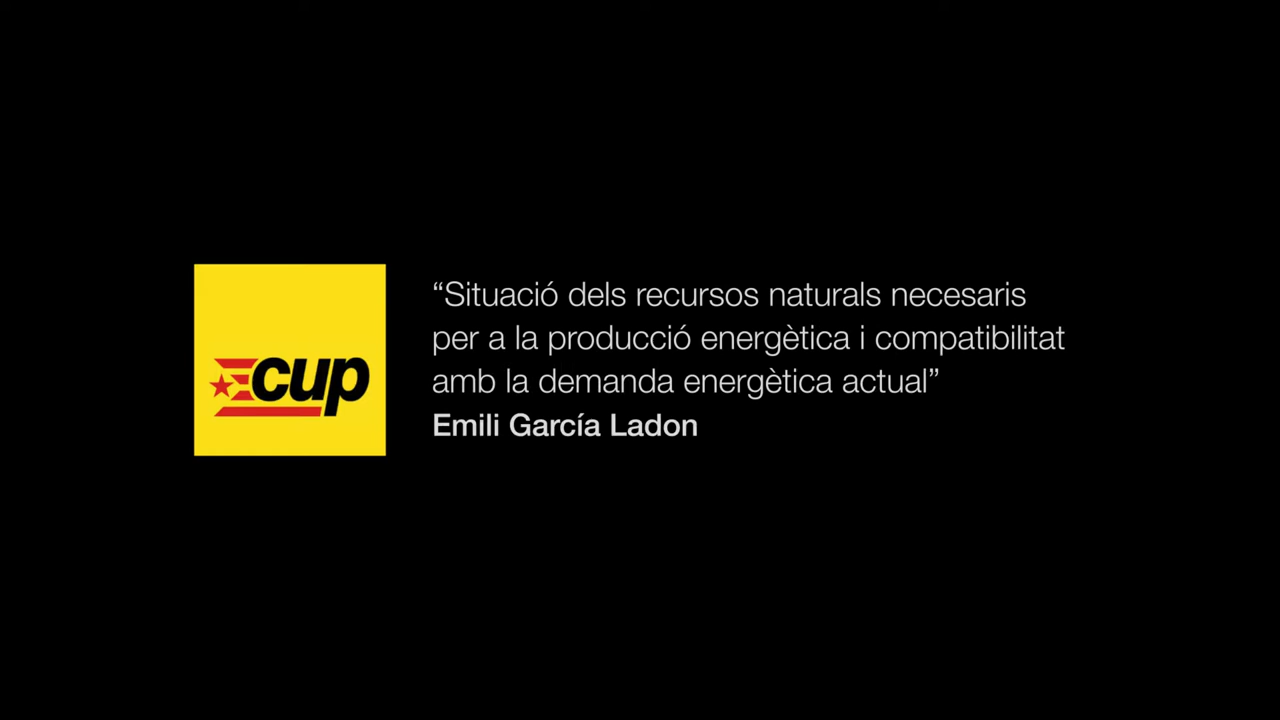 cup
“Situació dels recursos naturals necesaris
per a la producció energètica i compatibilitat
amb la demanda energètica actual”
Emili García Ladon